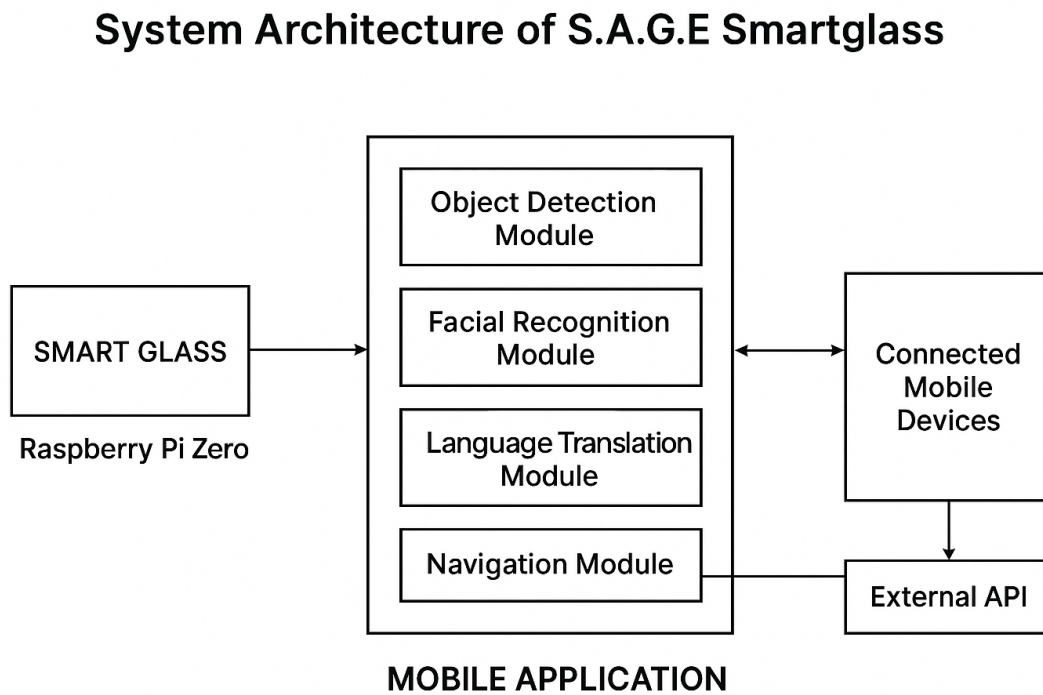 System Architecture of S.A.G.E Smartglass
SMART GLASS
Raspberry Pi Zero
Object Detection
Module
Facial Recognition
Module
Language Translation
Module
Navigation Module
MOBILE APPLICATION
Connected
Mobile
Devices
External API